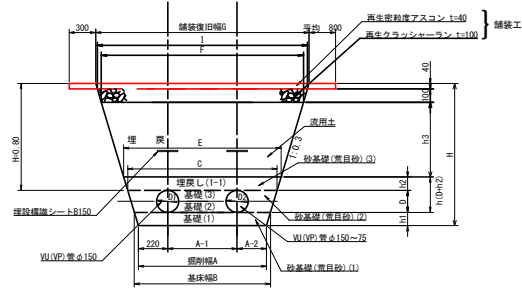 再生密粒度アスコン t=40
舗装工
再生クラッシャーラン t=100
300
舗装復旧幅G
平均 800
I
F
40
100
流用土
H=0.80
埋 戻
E
1:0.3
h3
H
C
砂基礎(荒目砂)(3)
埋戻し(1-1)
h2
基礎(3)
D1
D2
基礎(2)
D
h(D+h2)
埋設標識シートB150
砂基礎(荒目砂)(2)
基礎(1)
h1
220
A-1
A-2
VU(VP)管φ150~75
VU(VP)管φ150
掘削幅A
砂基礎(荒目砂)(1)
基床幅B